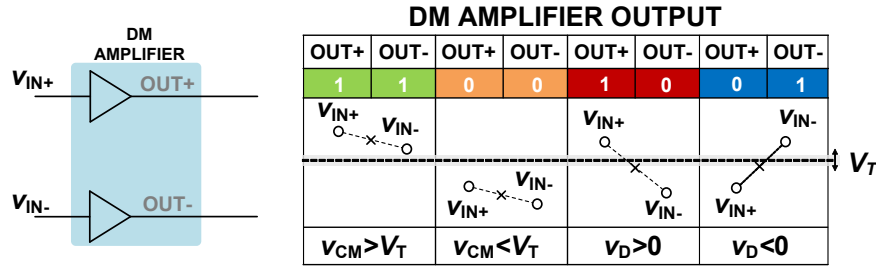 DM AMPLIFIER OUTPUT
DM
AMPLIFIER
OUT+ OUT- OUT+ OUT- OUT+ OUT- OUT+ OUT-
1 1 0 0 1 0 0 1
vIN+ OUT+
vIN+ vIN- vIN+ vIN-
VT
vIN+ vIN- vIN- vIN+
vIN- OUT-
vCM>VT vCM<VT vD>0 vD<0